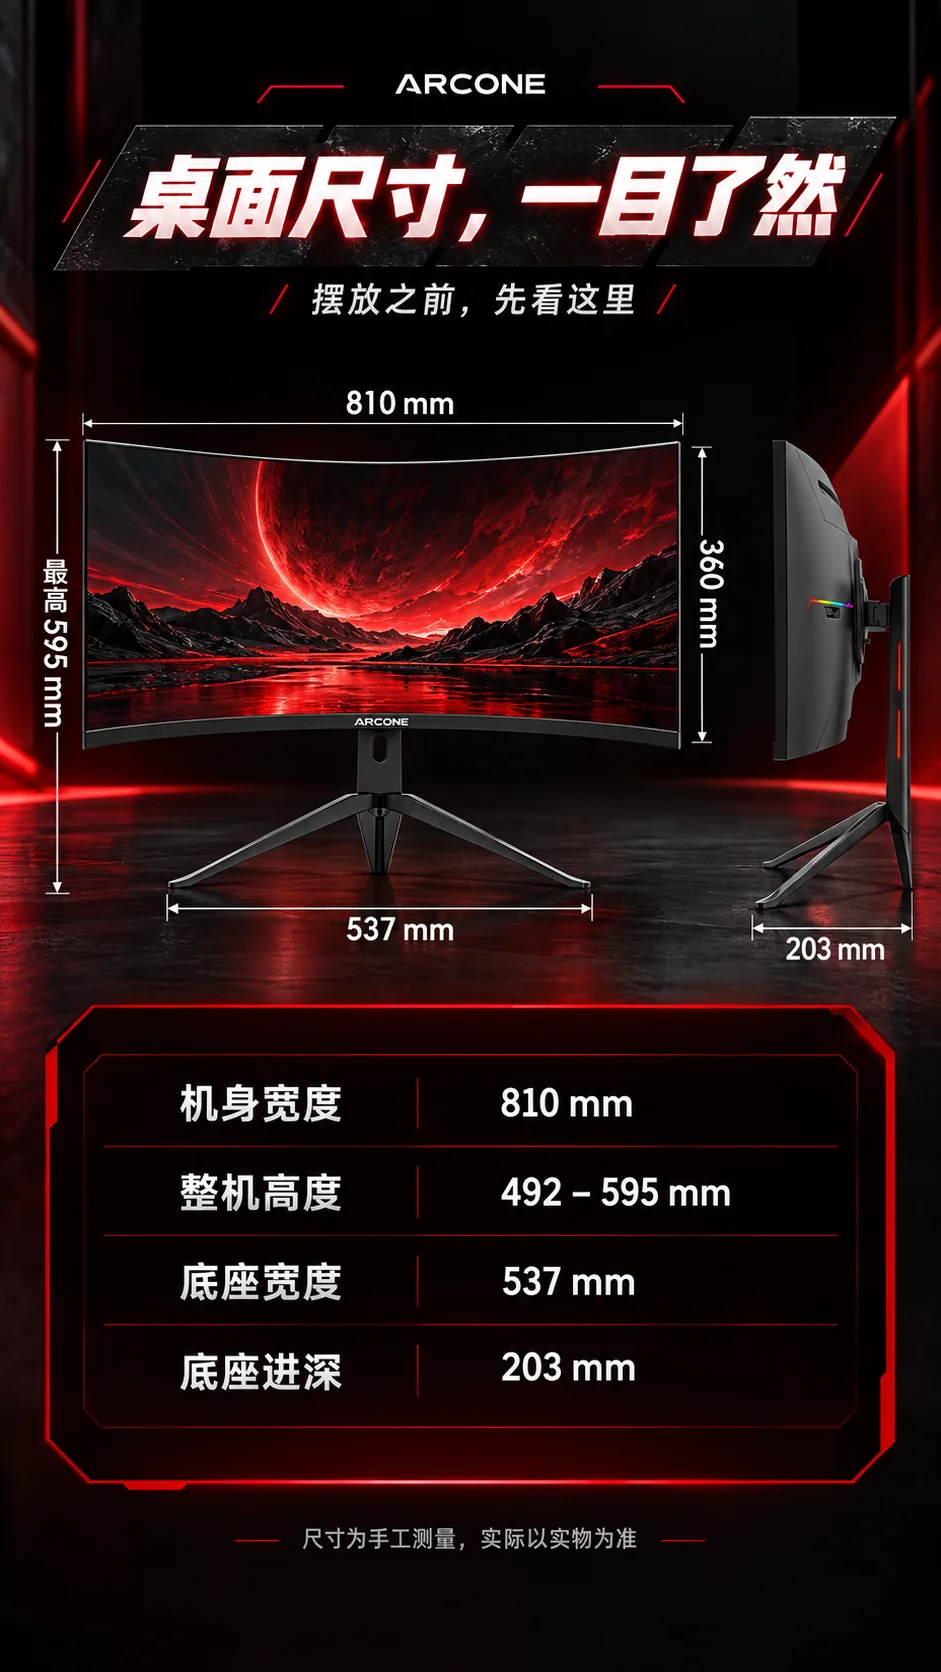 ARCONE
桌面尺寸，一目了然
摆放之前，先看这里
810 mm
最高 595 mm
360 mm
ARCONE
537 mm
203 mm
机身宽度 810 mm
整机高度 492 – 595 mm
底座宽度 537 mm
底座进深 203 mm
尺寸为手工测量，实际以实物为准